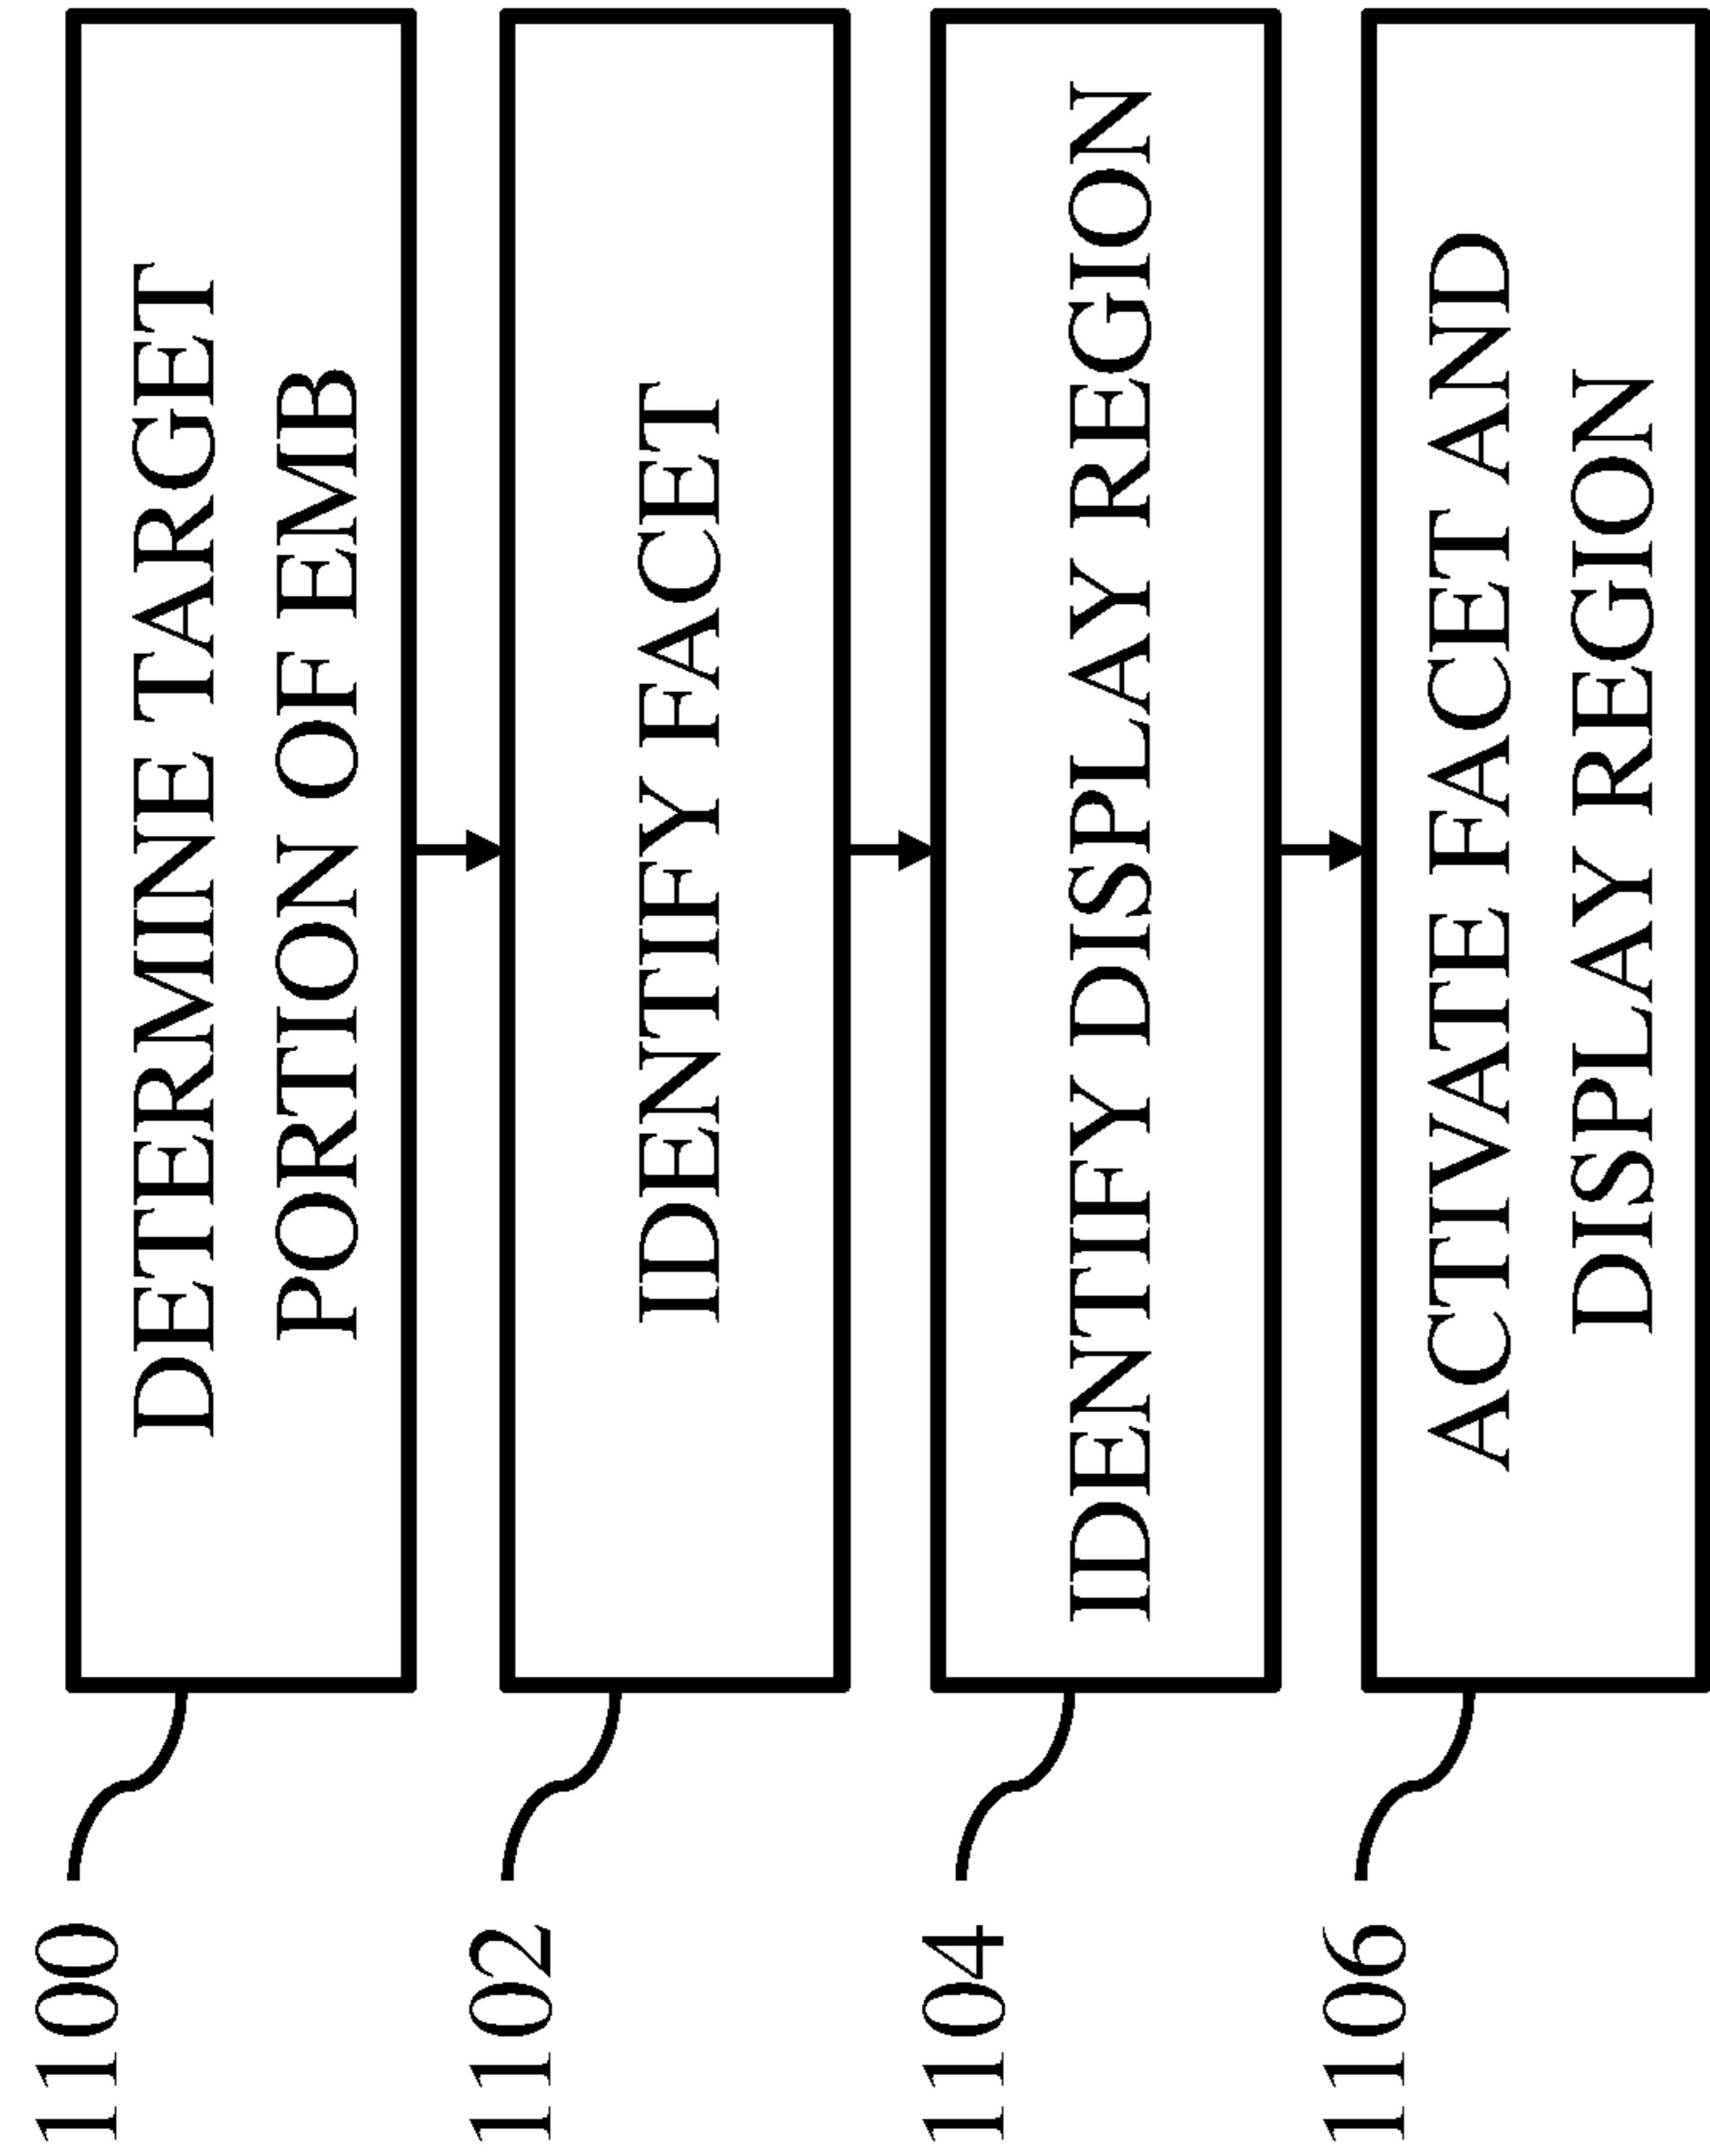 1100
DETERMINE TARGET
PORTION OF EMB
1102
IDENTIFY FACET
1104
IDENTIFY DISPLAY REGION
1106
ACTIVATE FACET AND
DISPLAY REGION